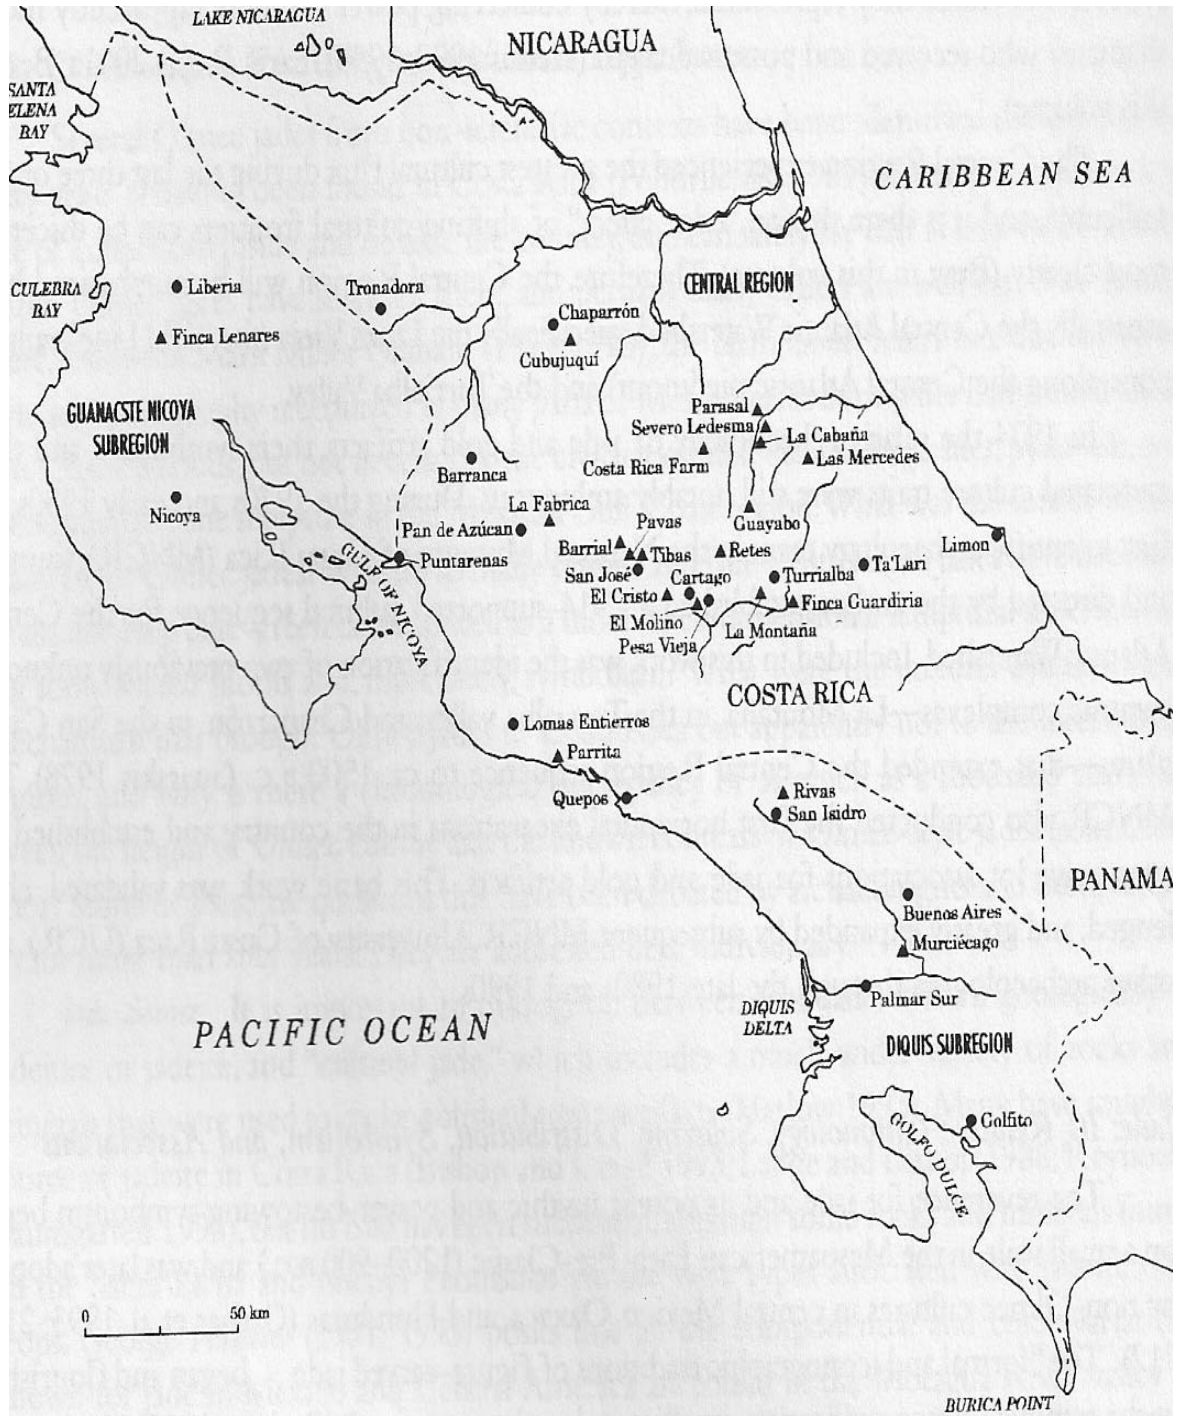 LAKE NICARAGUA
NICARAGUA
SANTA
ELENA
BAY
CARIBBEAN SEA
CULEBRA
BAY
Liberia
Tronadora
CENTRAL REGION
Finca Lenares
Chaparrón
Cubujuquí
GUANACSTE NICOYA
SUBREGION
Parasal
Severo Ledesma
La Cabaña
Costa Rica Farm
Las Mercedes
Barranca
Nicoya
La Fabrica
Pan de Azúcan
Guayabo
Pavas
Barrial
Tibas
Retes
Limon
Puntarenas
GULF OF NICOYA
San José
Cartago
Turrialba
Ta'Lari
El Cristo
Finca Guardiria
El Molino
La Montaña
Pesa Vieja
COSTA RICA
Lomas Entierros
Parrita
Quepos
Rivas
San Isidro
PANAMA
Buenos Aires
Murciécago
Palmar Sur
DIQUIS
DELTA
PACIFIC OCEAN
DIQUIS SUBREGION
Golfito
GOLFO DULCE
0 50 km
BURICA POINT